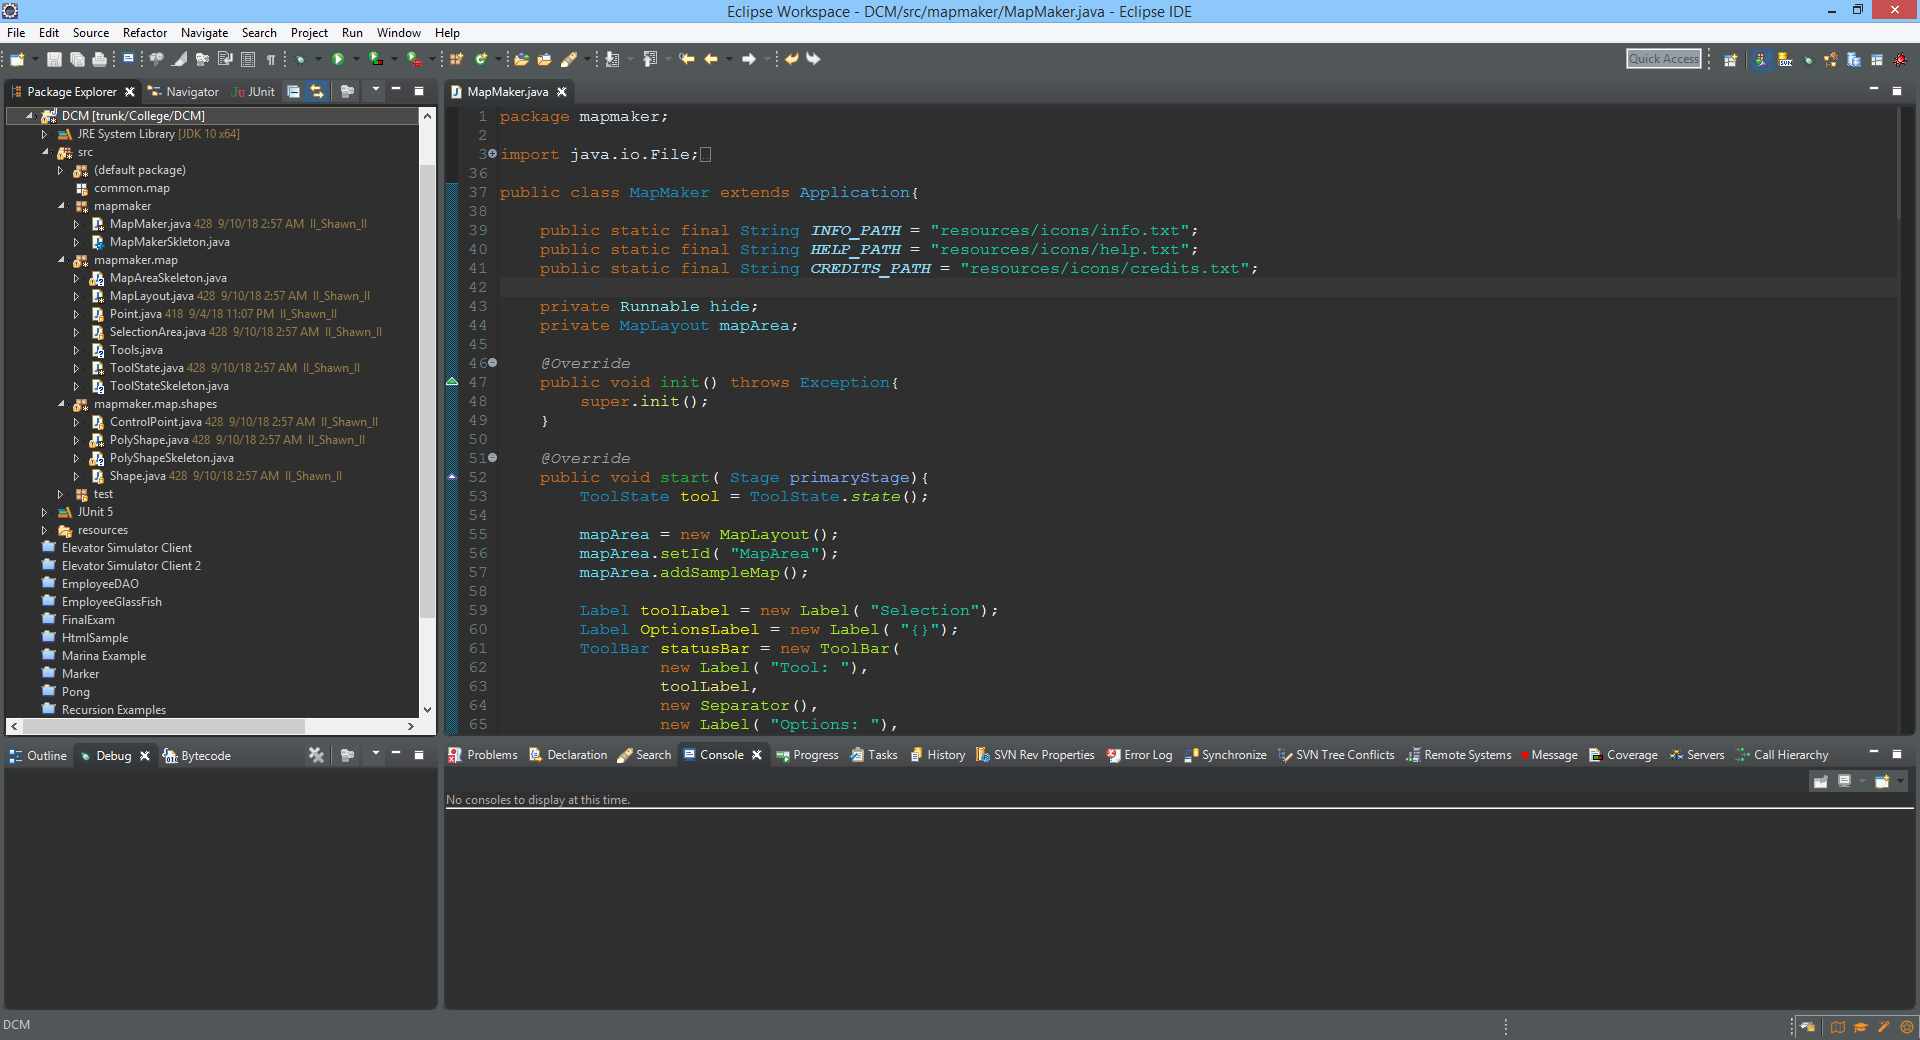 Eclipse Workspace - DCM/src/mapmaker/MapMaker.java - Eclipse IDE
File Edit Source Refactor Navigate Search Project Run Window Help
Quick Access
Package Explorer Navigator JUnit
DCM [trunk/College/DCM]
JRE System Library [JDK 10 x64]
src
(default package)
common.map
mapmaker
MapMaker.java 428 9/10/18 2:57 AM II_Shawn_II
MapMakerSkleton.java
mapmaker.map
MapAreaSkeleton.java
MapLayout.java 428 9/10/18 2:57 AM II_Shawn_II
Point.java 418 9/4/18 11:07 PM II_Shawn_II
SelectionArea.java 428 9/10/18 2:57 AM II_Shawn_II
Tools.java
ToolState.java 428 9/10/18 2:57 AM II_Shawn_II
ToolStateSkeleton.java
mapmaker.map.shapes
ControlPoint.java 428 9/10/18 2:57 AM II_Shawn_II
PolyShape.java 428 9/10/18 2:57 AM II_Shawn_II
PolyShapeSkeleton.java
Shape.java 428 9/10/18 2:57 AM II_Shawn_II
test
JUnit 5
resources
Elevator Simulator Client
Elevator Simulator Client 2
EmployeeDAO
EmployeeGlassFish
FinalExam
HtmlSample
Marina Example
Marker
Pong
Recursion Examples
MapMaker.java
1 package mapmaker;
2
3 import java.io.File;
36
37 public class MapMaker extends Application{
38
39 public static final String INFO_PATH = "resources/icons/info.txt";
40 public static final String HELP_PATH = "resources/icons/help.txt";
41 public static final String CREDITS_PATH = "resources/icons/credits.txt";
42
43 private Runnable hide;
44 private MapLayout mapArea;
45
46 @Override
47 public void init() throws Exception{
48 super.init();
49 }
50
51 @Override
52 public void start( Stage primaryStage){
53 ToolState tool = ToolState.state();
54
55 mapArea = new MapLayout();
56 mapArea.setId( "MapArea");
57 mapArea.addSampleMap();
58
59 Label toolLabel = new Label( "Selection");
60 Label OptionsLabel = new Label( "{}");
61 ToolBar statusBar = new ToolBar(
62 new Label( "Tool: "),
63 toolLabel,
64 new Separator(),
65 new Label( "Options: "),
Outline Debug Bytecode
Problems Declaration Search Console Progress Tasks History SVN Rev Properties Error Log Synchronize SVN Tree Conflicts Remote Systems Message Coverage Servers Call Hierarchy
No consoles to display at this time.
DCM